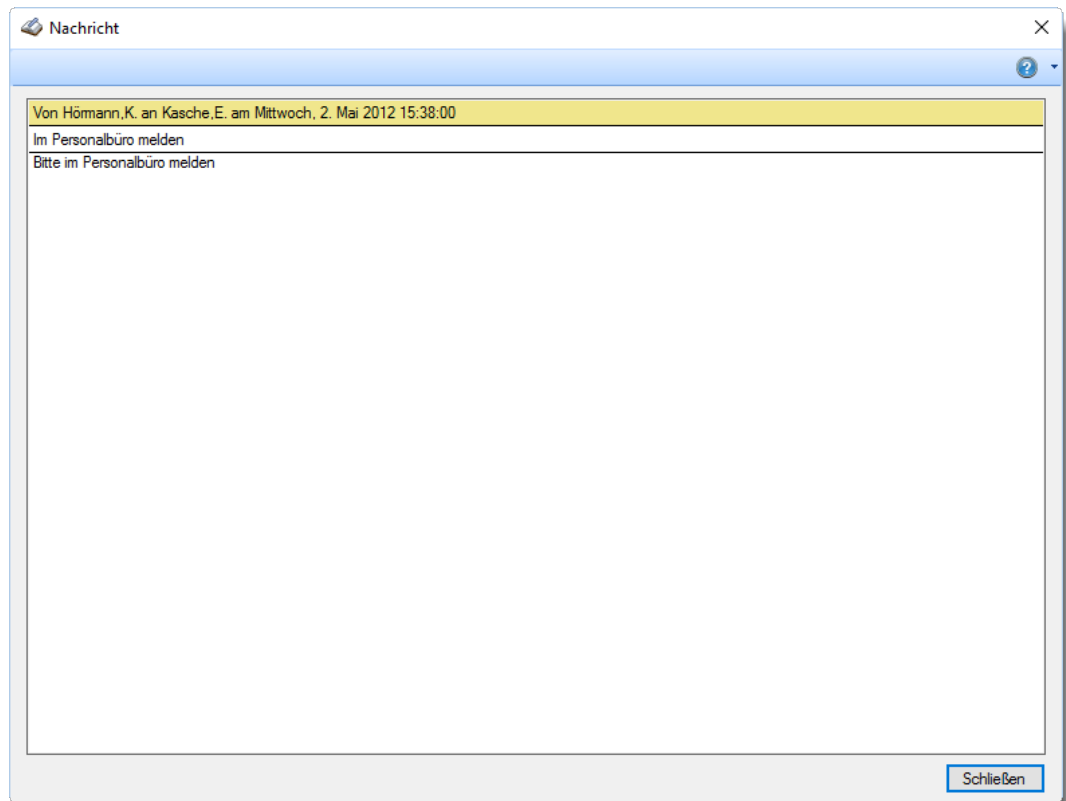 Nachricht
Von Hörmann,K. an Kasche,E. am Mittwoch, 2. Mai 2012 15:38:00
Im Personalbüro melden
Bitte im Personalbüro melden
Schließen